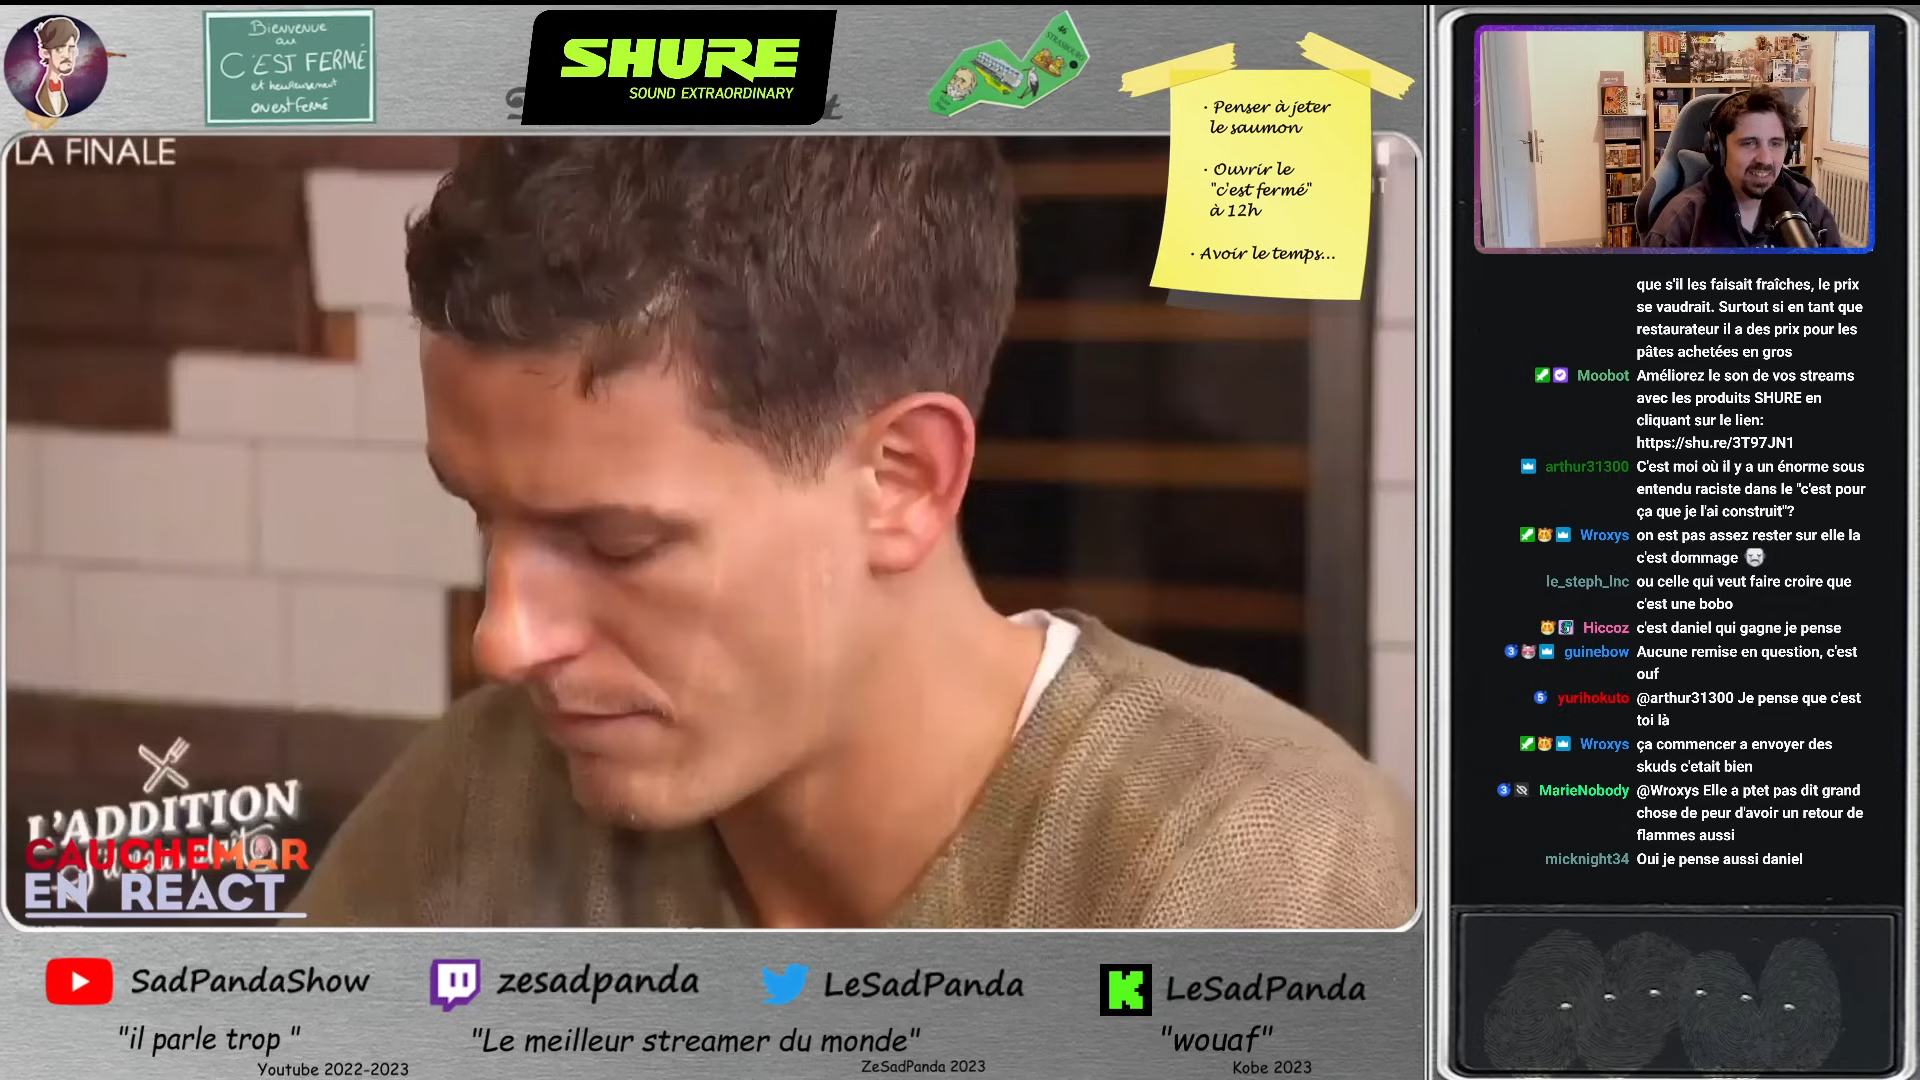 Bienvenue
au
C'EST FERMÉ
et heureusement
on est fermé
SHURE
SOUND EXTRAORDINARY
46
STRASBOURG
· Penser à jeter
le saumon
· Ouvrir le
"c'est fermé"
à 12h
· Avoir le temps...
LA FINALE
L'ADDITION
CAUCHEMAR
EN REACT
SadPandaShow
"il parle trop "
Youtube 2022-2023
zesadpanda
"Le meilleur streamer du monde"
ZeSadPanda 2023
LeSadPanda
LeSadPanda
"wouaf"
Kobe 2023
que s'il les faisait fraîches, le prix
se vaudrait. Surtout si en tant que
restaurateur il a des prix pour les
pâtes achetées en gros
Moobot Améliorez le son de vos streams
avec les produits SHURE en
cliquant sur le lien:
https://shu.re/3T97JN1
arthur31300 C'est moi où il y a un énorme sous
entendu raciste dans le "c'est pour
ça que je l'ai construit"?
Wroxys on est pas assez rester sur elle la
c'est dommage
le_steph_lnc ou celle qui veut faire croire que
c'est une bobo
Hiccoz c'est daniel qui gagne je pense
3 guinebow Aucune remise en question, c'est
ouf
5 yurihokuto @arthur31300 Je pense que c'est
toi là
Wroxys ça commencer a envoyer des
skuds c'etait bien
3 MarieNobody @Wroxys Elle a ptet pas dit grand
chose de peur d'avoir un retour de
flammes aussi
micknight34 Oui je pense aussi daniel